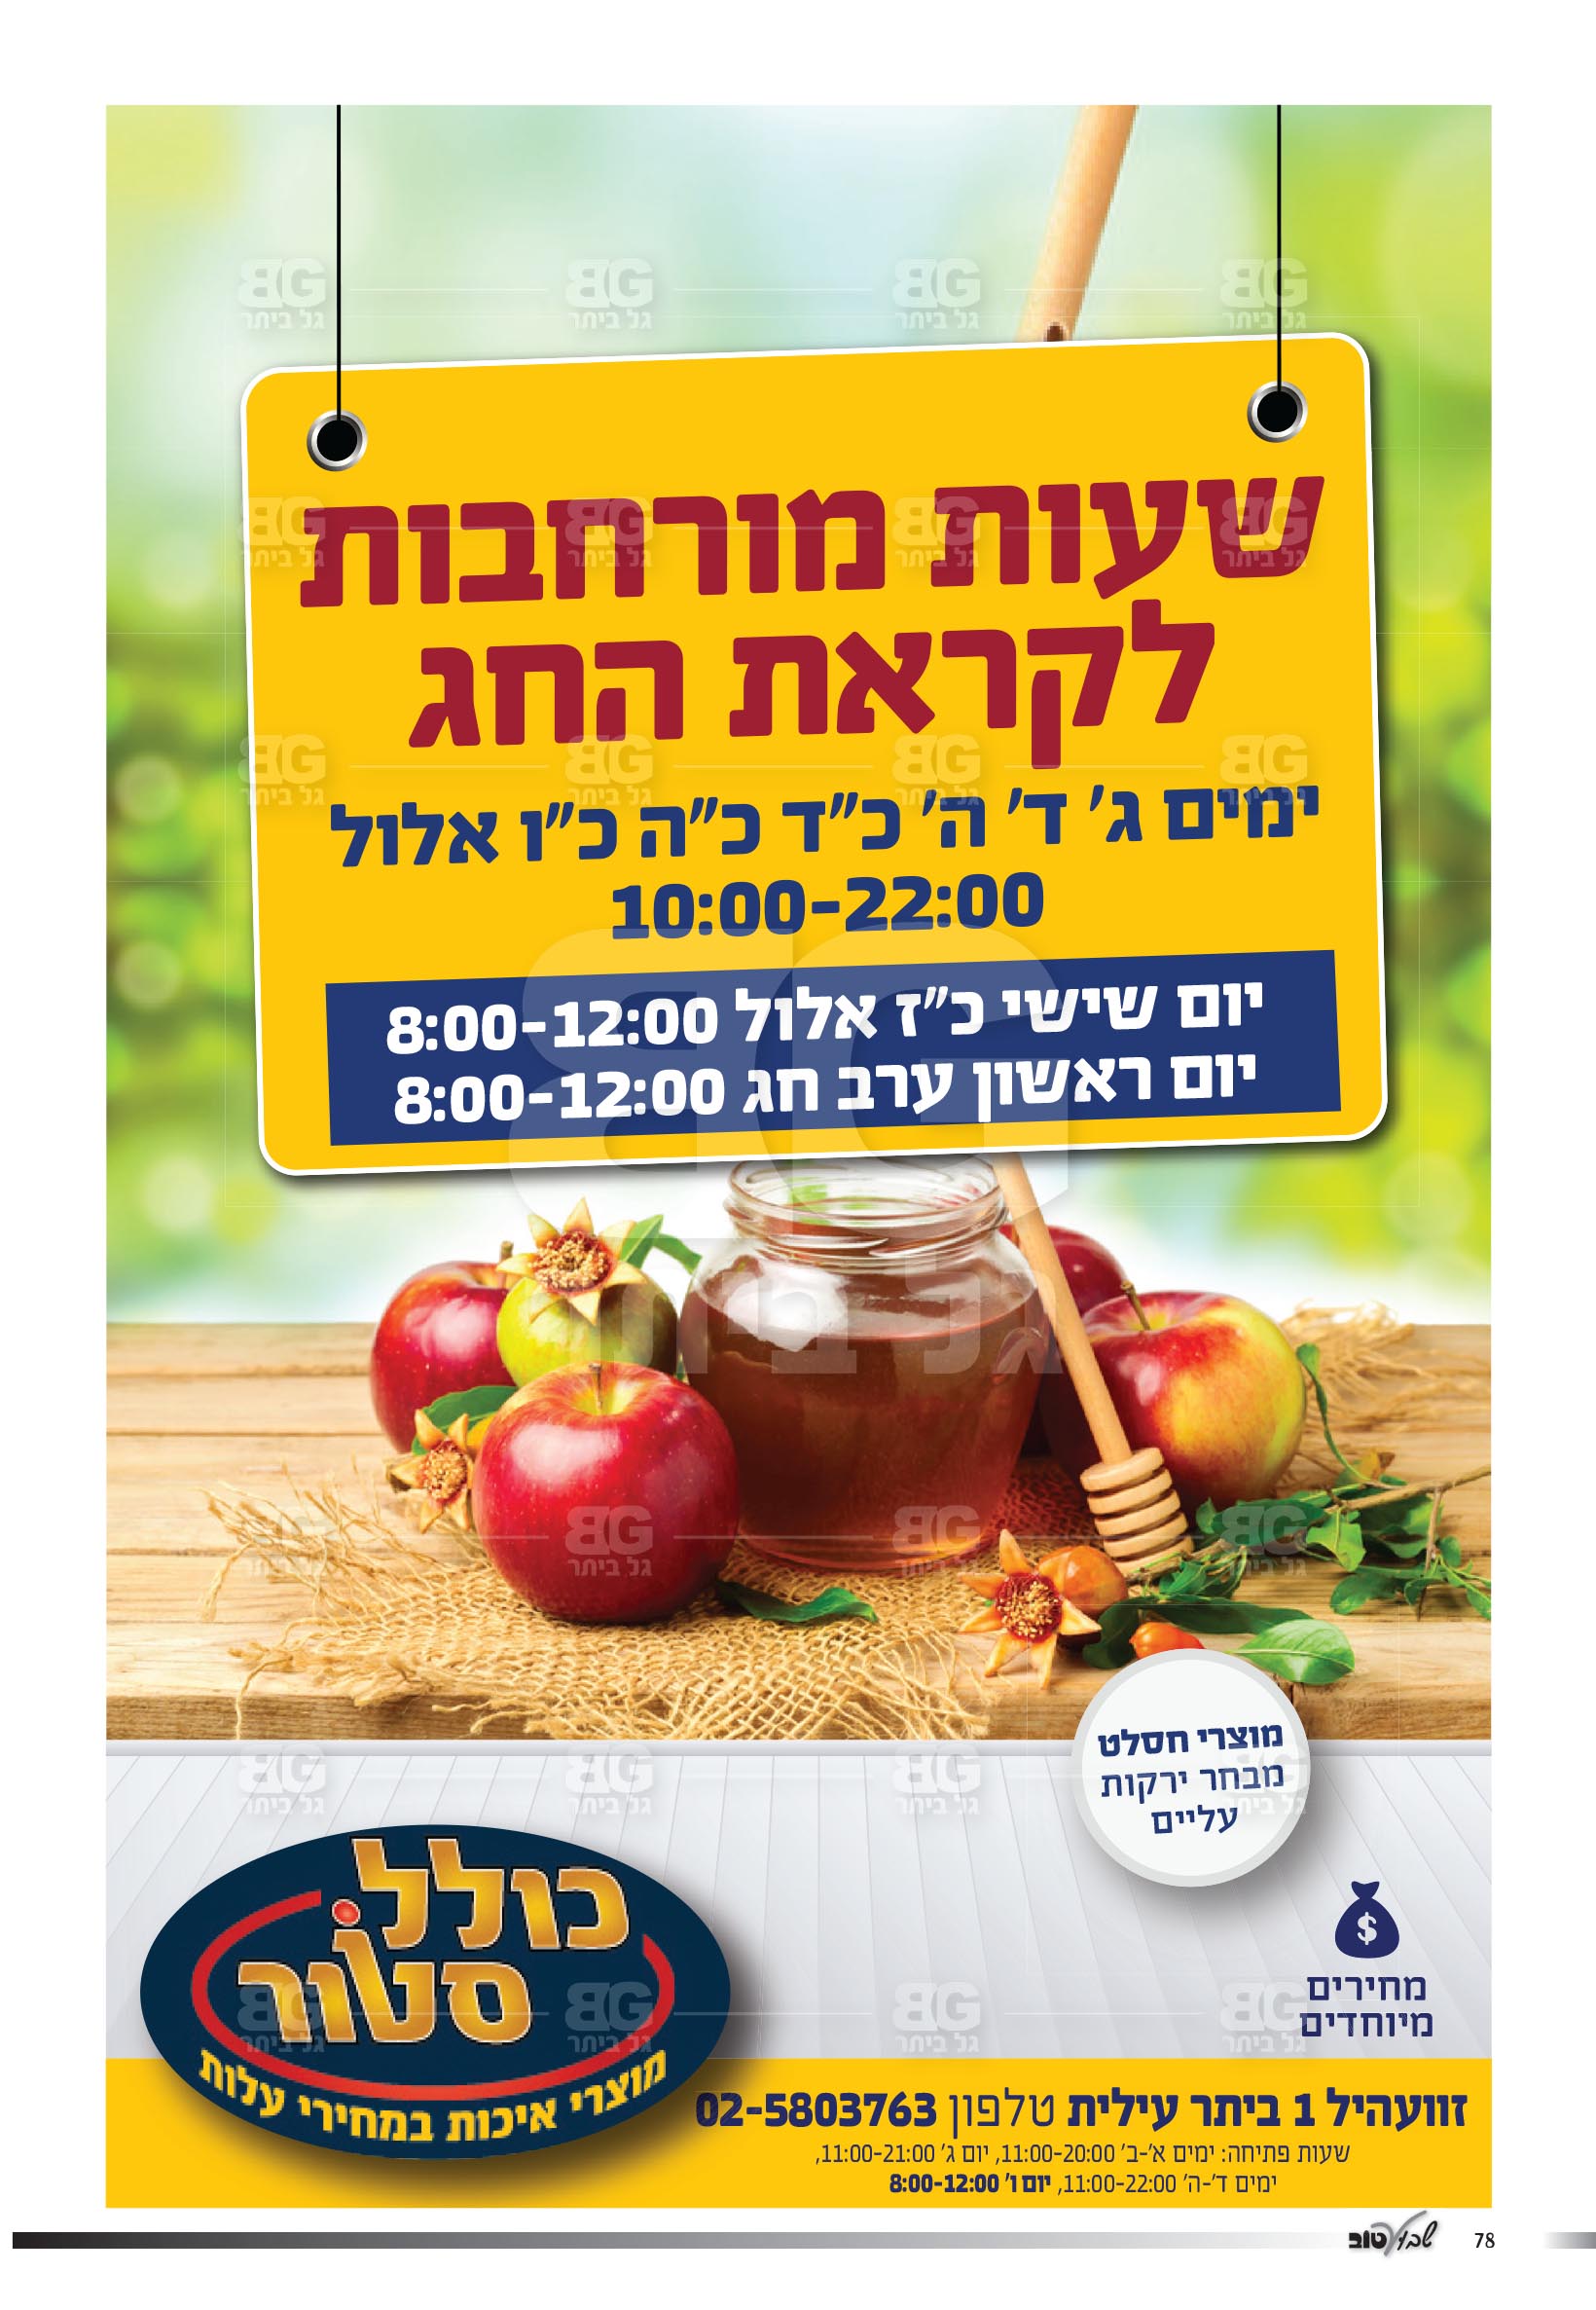 שעות מורחבות
לקראת החג
ימים ג' ד' ה' כ"ד כ"ה כ"ו אלול
10:00-22:00
יום שישי כ"ז אלול 8:00-12:00
יום ראשון ערב חג 8:00-12:00
מוצרי חסלט
מבחר ירקות
עליים
מחירים
מיוחדים
כולל
סטור
מוצרי איכות במחירי עלות
זוועהיל 1 ביתר עילית טלפון 02-5803763
שעות פתיחה: ימים א'-ב' 11:00-20:00, יום ג' 11:00-21:00,
ימים ד'-ה' 11:00-22:00, יום ו' 8:00-12:00
שבוע טוב
78
BG
גל ביתר